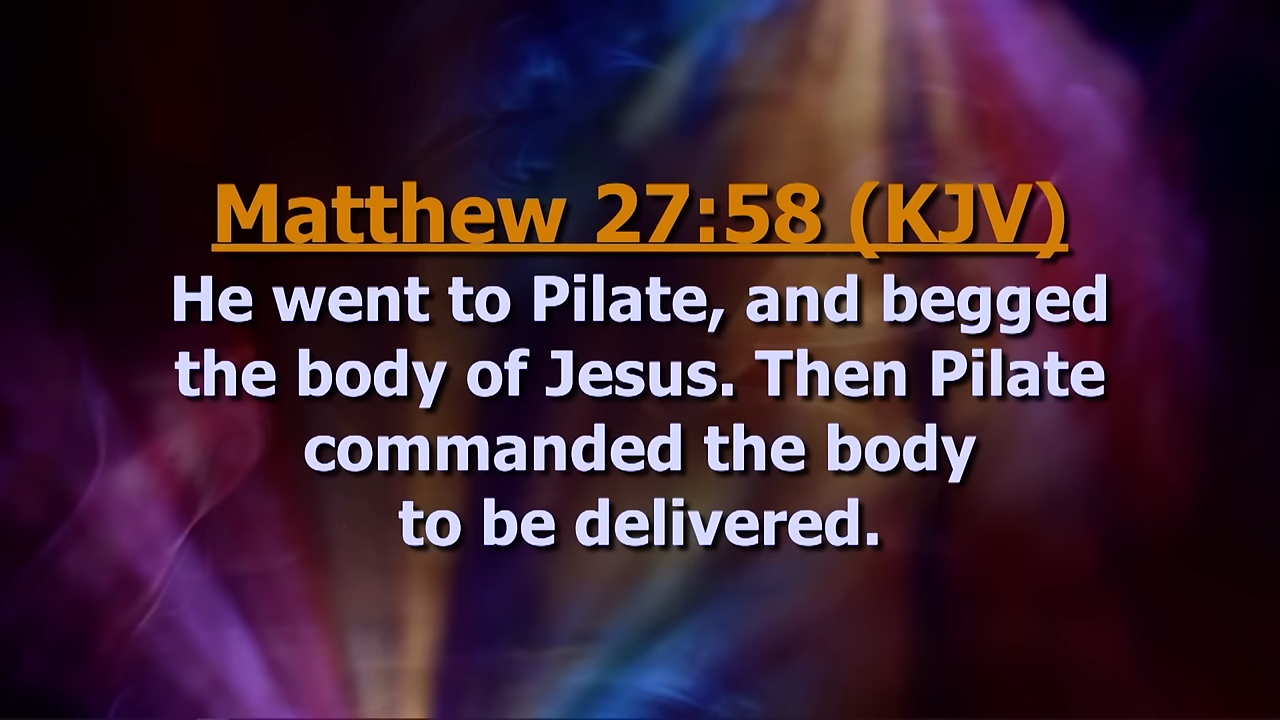 Matthew 27:58 (KJV)
He went to Pilate, and begged
the body of Jesus. Then Pilate
commanded the body
to be delivered.